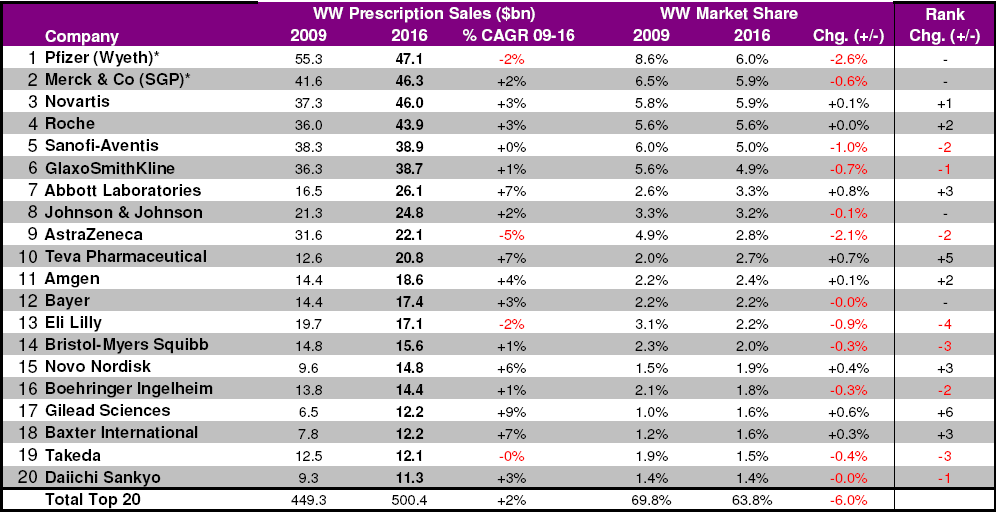 WW Prescription Sales ($bn) WW Market Share Rank
Company 2009 2016 % CAGR 09-16 2009 2016 Chg. (+/-) Chg. (+/-)
1 Pfizer (Wyeth)* 55.3 47.1 -2% 8.6% 6.0% -2.6% -
2 Merck & Co (SGP)* 41.6 46.3 +2% 6.5% 5.9% -0.6% -
3 Novartis 37.3 46.0 +3% 5.8% 5.9% +0.1% +1
4 Roche 36.0 43.9 +3% 5.6% 5.6% +0.0% +2
5 Sanofi-Aventis 38.3 38.9 +0% 6.0% 5.0% -1.0% -2
6 GlaxoSmithKline 36.3 38.7 +1% 5.6% 4.9% -0.7% -1
7 Abbott Laboratories 16.5 26.1 +7% 2.6% 3.3% +0.8% +3
8 Johnson & Johnson 21.3 24.8 +2% 3.3% 3.2% -0.1% -
9 AstraZeneca 31.6 22.1 -5% 4.9% 2.8% -2.1% -2
10 Teva Pharmaceutical 12.6 20.8 +7% 2.0% 2.7% +0.7% +5
11 Amgen 14.4 18.6 +4% 2.2% 2.4% +0.1% +2
12 Bayer 14.4 17.4 +3% 2.2% 2.2% -0.0% -
13 Eli Lilly 19.7 17.1 -2% 3.1% 2.2% -0.9% -4
14 Bristol-Myers Squibb 14.8 15.6 +1% 2.3% 2.0% -0.3% -3
15 Novo Nordisk 9.6 14.8 +6% 1.5% 1.9% +0.4% +3
16 Boehringer Ingelheim 13.8 14.4 +1% 2.1% 1.8% -0.3% -2
17 Gilead Sciences 6.5 12.2 +9% 1.0% 1.6% +0.6% +6
18 Baxter International 7.8 12.2 +7% 1.2% 1.6% +0.3% +3
19 Takeda 12.5 12.1 -0% 1.9% 1.5% -0.4% -3
20 Daiichi Sankyo 9.3 11.3 +3% 1.4% 1.4% -0.0% -1
Total Top 20 449.3 500.4 +2% 69.8% 63.8% -6.0%